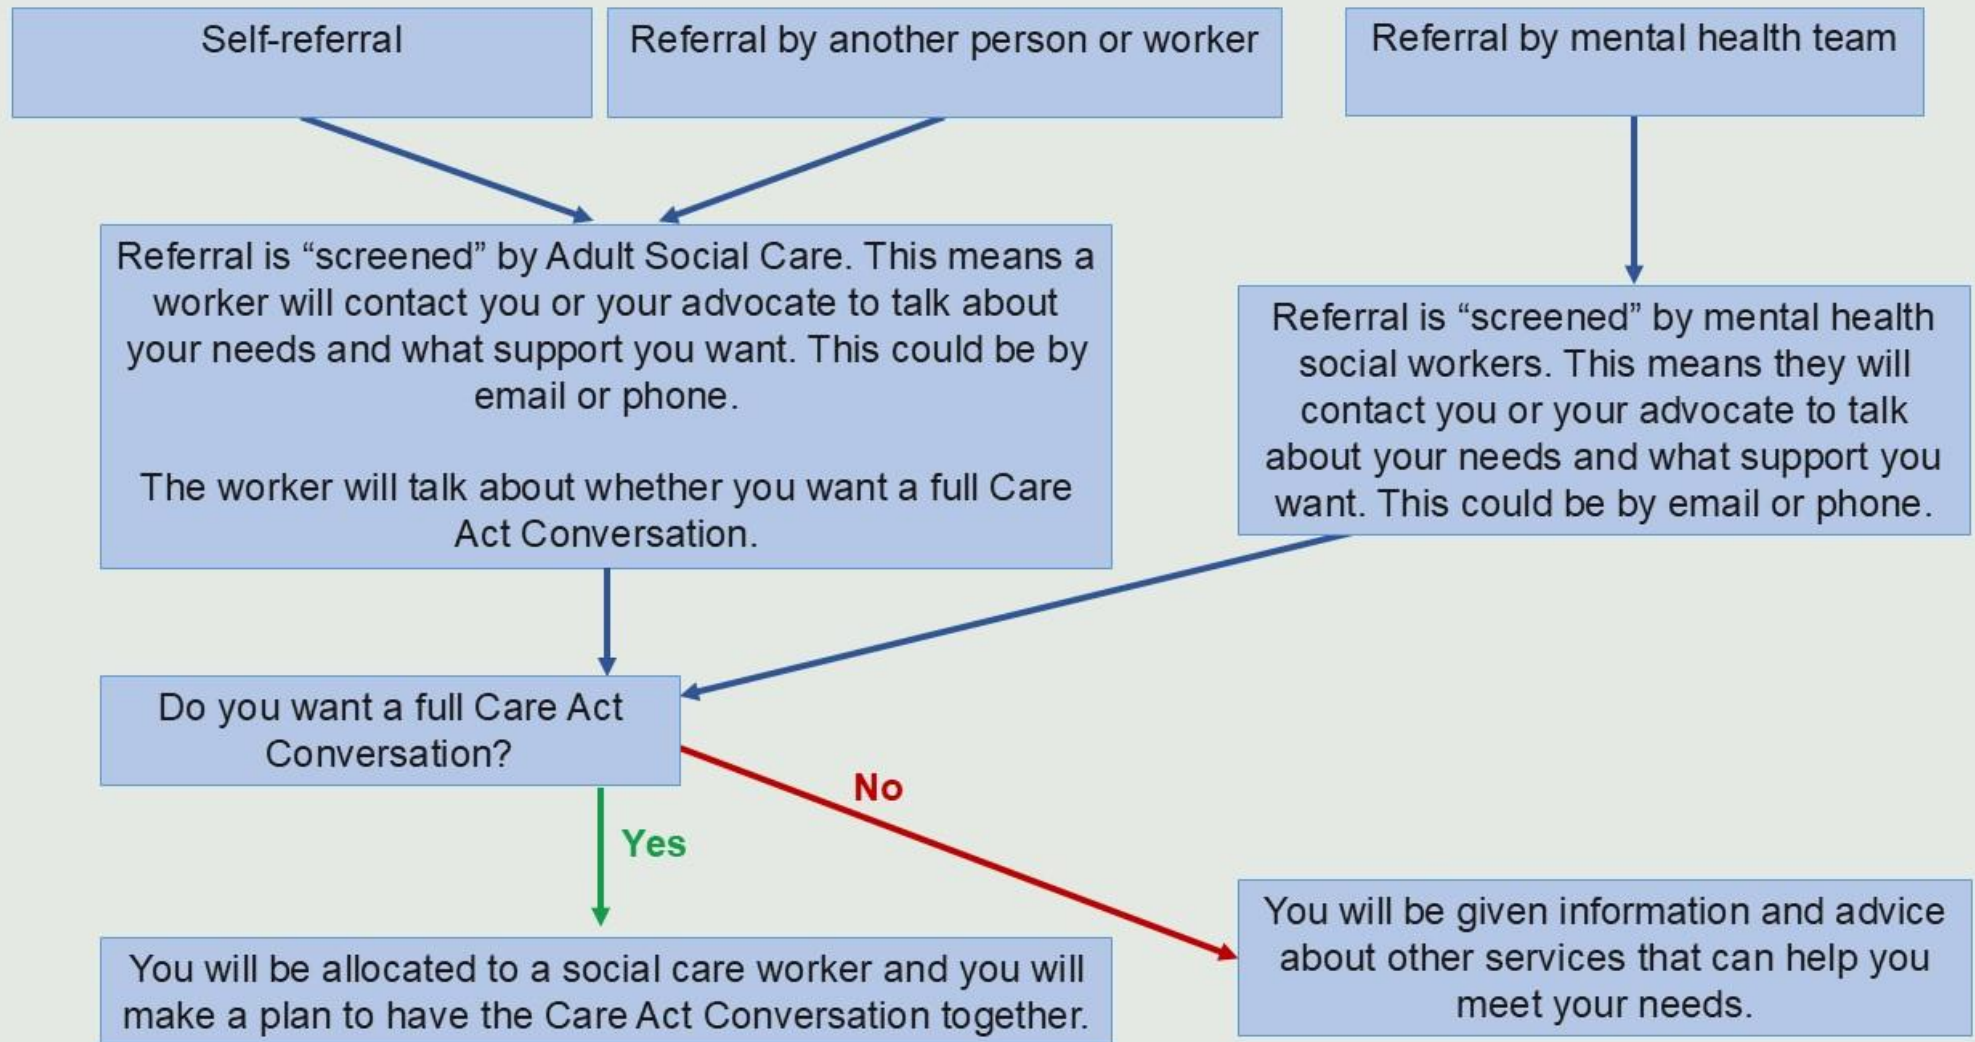 Self-referral
Referral by another person or worker
Referral by mental health team
Referral is “screened” by Adult Social Care. This means a
worker will contact you or your advocate to talk about
your needs and what support you want. This could be by
email or phone.
The worker will talk about whether you want a full Care
Act Conversation.
Referral is “screened” by mental health
social workers. This means they will
contact you or your advocate to talk
about your needs and what support you
want. This could be by email or phone.
Do you want a full Care Act
Conversation?
No
Yes
You will be allocated to a social care worker and you will
make a plan to have the Care Act Conversation together.
You will be given information and advice
about other services that can help you
meet your needs.